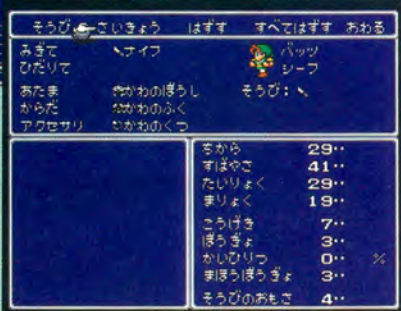 そうび さいきょう はずす すべてはずす おわる
みぎて ナイフ バッツ
ひだりて シーフ
あたま かわのぼうし そうび:
からだ かわのふく
アクセサリ かわのくつ
ちから 29‥
すばやさ 41‥
たいりょく 29‥
まりょく 19‥
こうげき 7‥
ぼうぎょ 3‥
かいひりつ 0‥ %
まほうぼうぎょ 3‥
そうびのおもさ 4‥